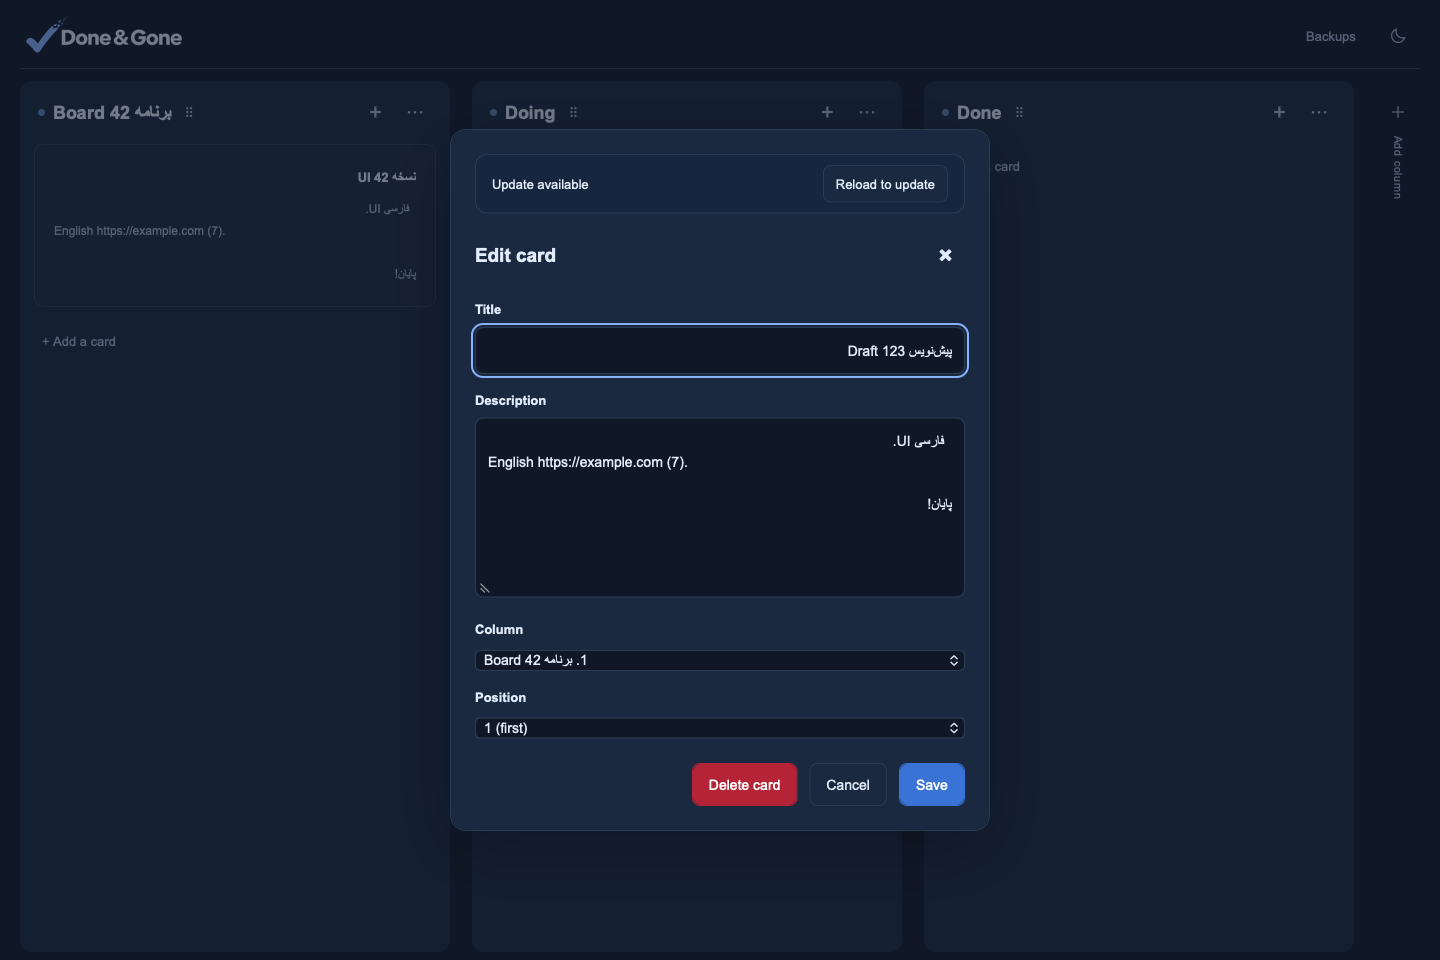 Done & Gone
Backups
Board 42 برنامه
Doing
Done
نسخه 42 UI
فارسی UI.
English https://example.com (7).
پایان!
+ Add a card
card
Add column
Update available
Reload to update
Edit card
Title
پیش‌نویس Draft 123
Description
فارسی UI.
English https://example.com (7).
پایان!
Column
1. برنامه Board 42
Position
1 (first)
Delete card
Cancel
Save